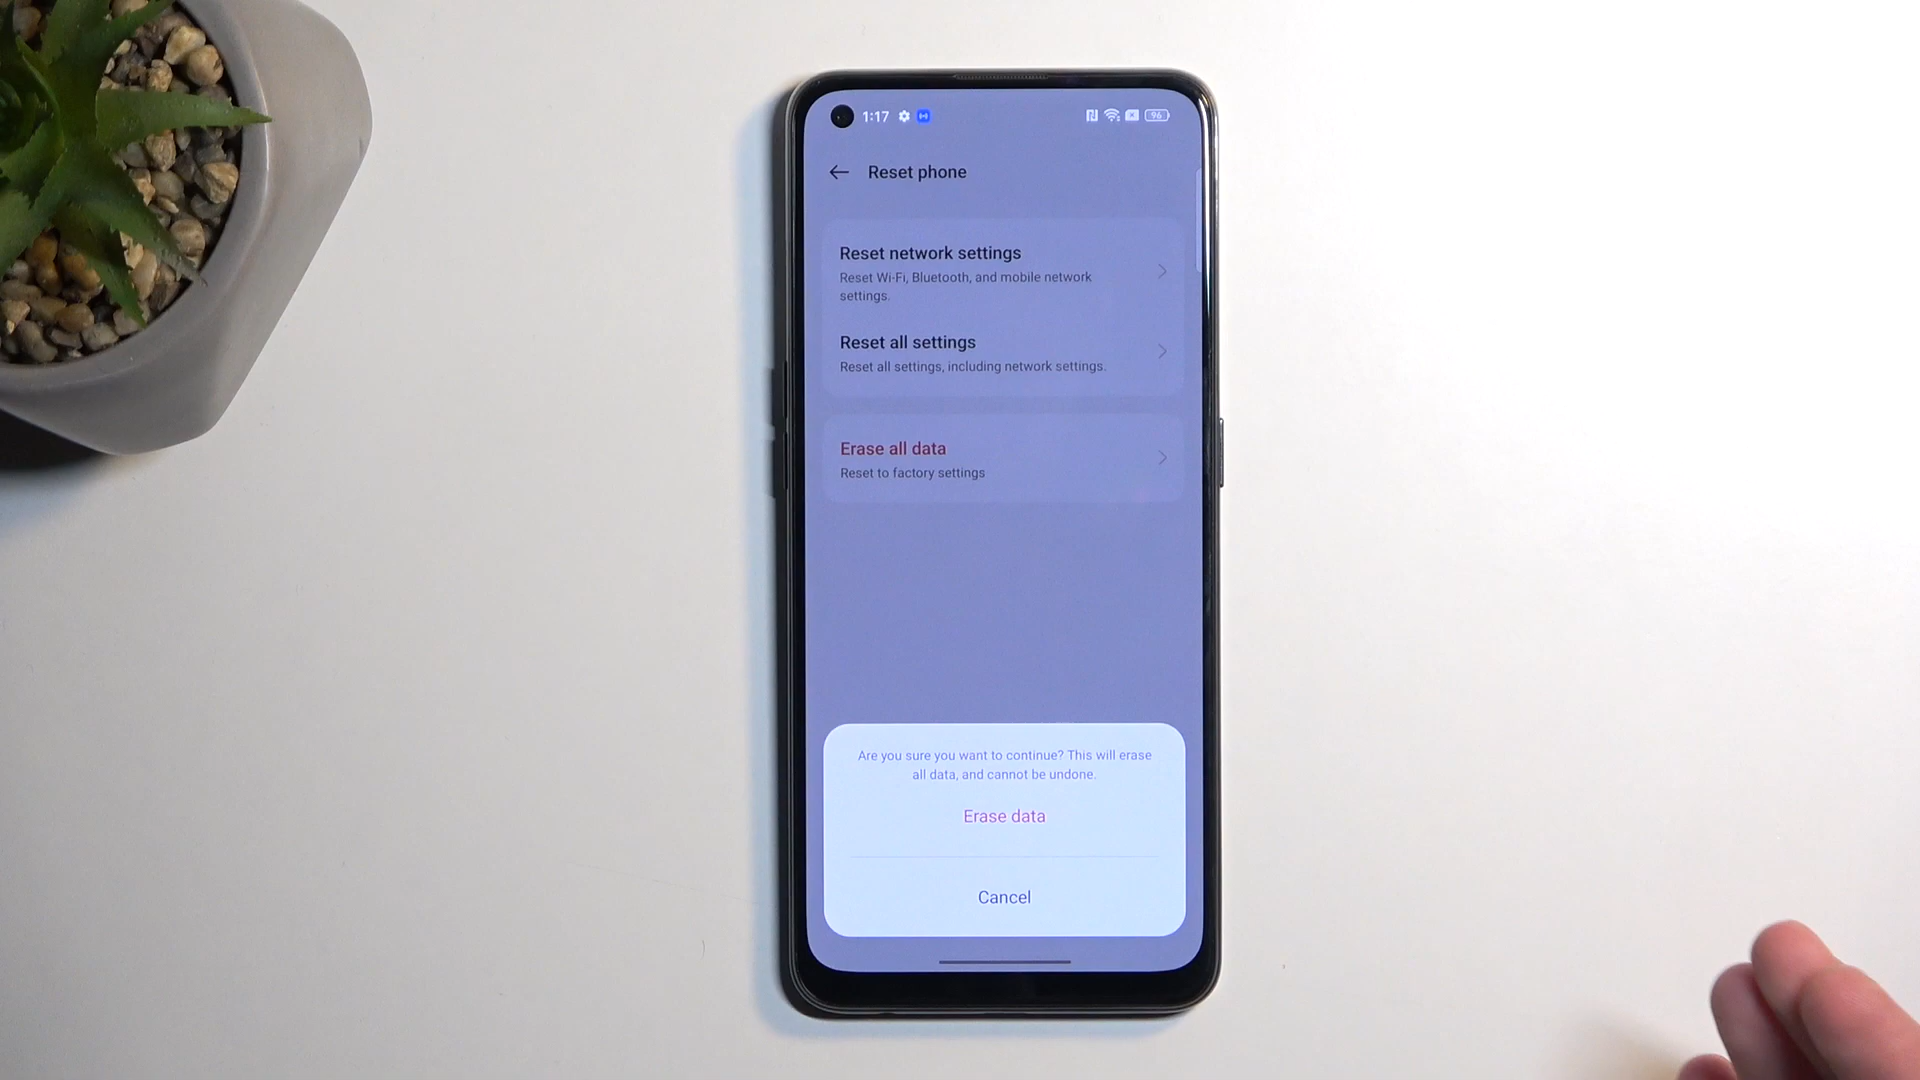 1:17
96
Reset phone
Reset network settings
Reset Wi-Fi, Bluetooth, and mobile network
settings.
Reset all settings
Reset all settings, including network settings.
Erase all data
Reset to factory settings
Are you sure you want to continue? This will erase
all data, and cannot be undone.
Erase data
Cancel